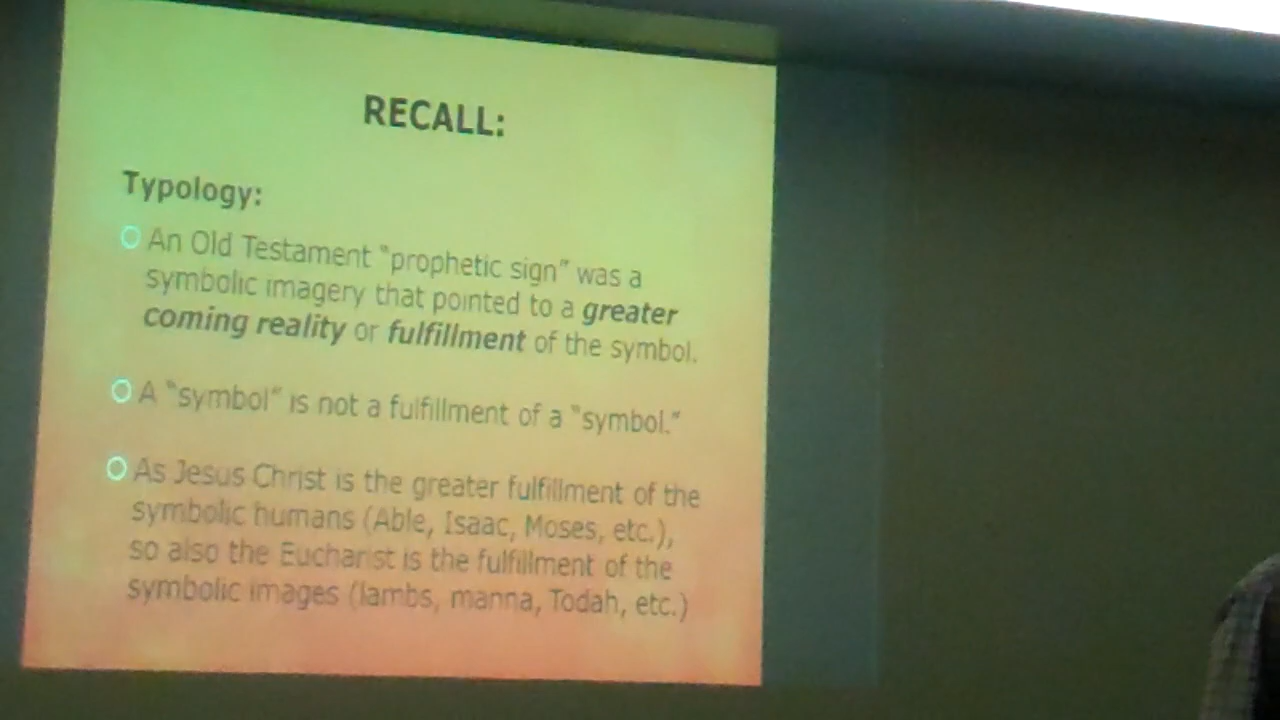 RECALL:
Typology:
An Old Testament "prophetic sign" was a
symbolic imagery that pointed to a greater
coming reality or fulfillment of the symbol.
A "symbol" is not a fulfillment of a "symbol."
As Jesus Christ is the greater fulfillment of the
symbolic humans (Able, Isaac, Moses, etc.),
so also the Eucharist is the fulfillment of the
symbolic images (lambs, manna, Todah, etc.)